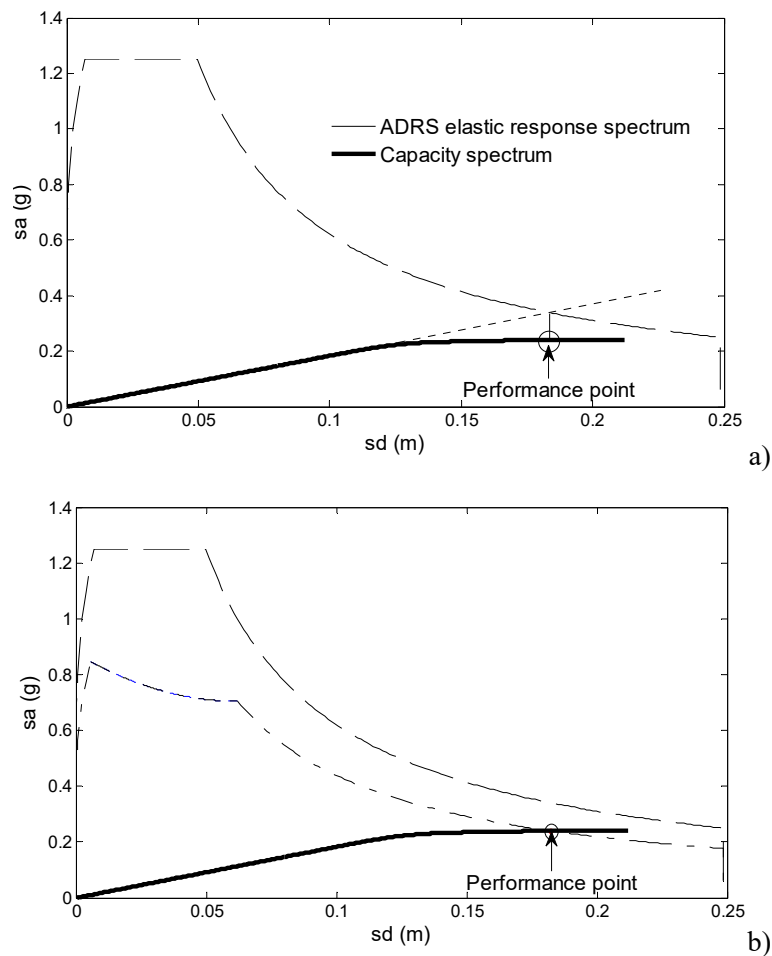 1.4
1.2
1
0.8
0.6
0.4
0.2
0
sa (g)
ADRS elastic response spectrum
Capacity spectrum
Performance point
0 0.05 0.1 0.15 0.2 0.25
sd (m)
a)
1.4
1.2
1
0.8
0.6
0.4
0.2
0
sa (g)
Performance point
0 0.05 0.1 0.15 0.2 0.25
sd (m)
b)